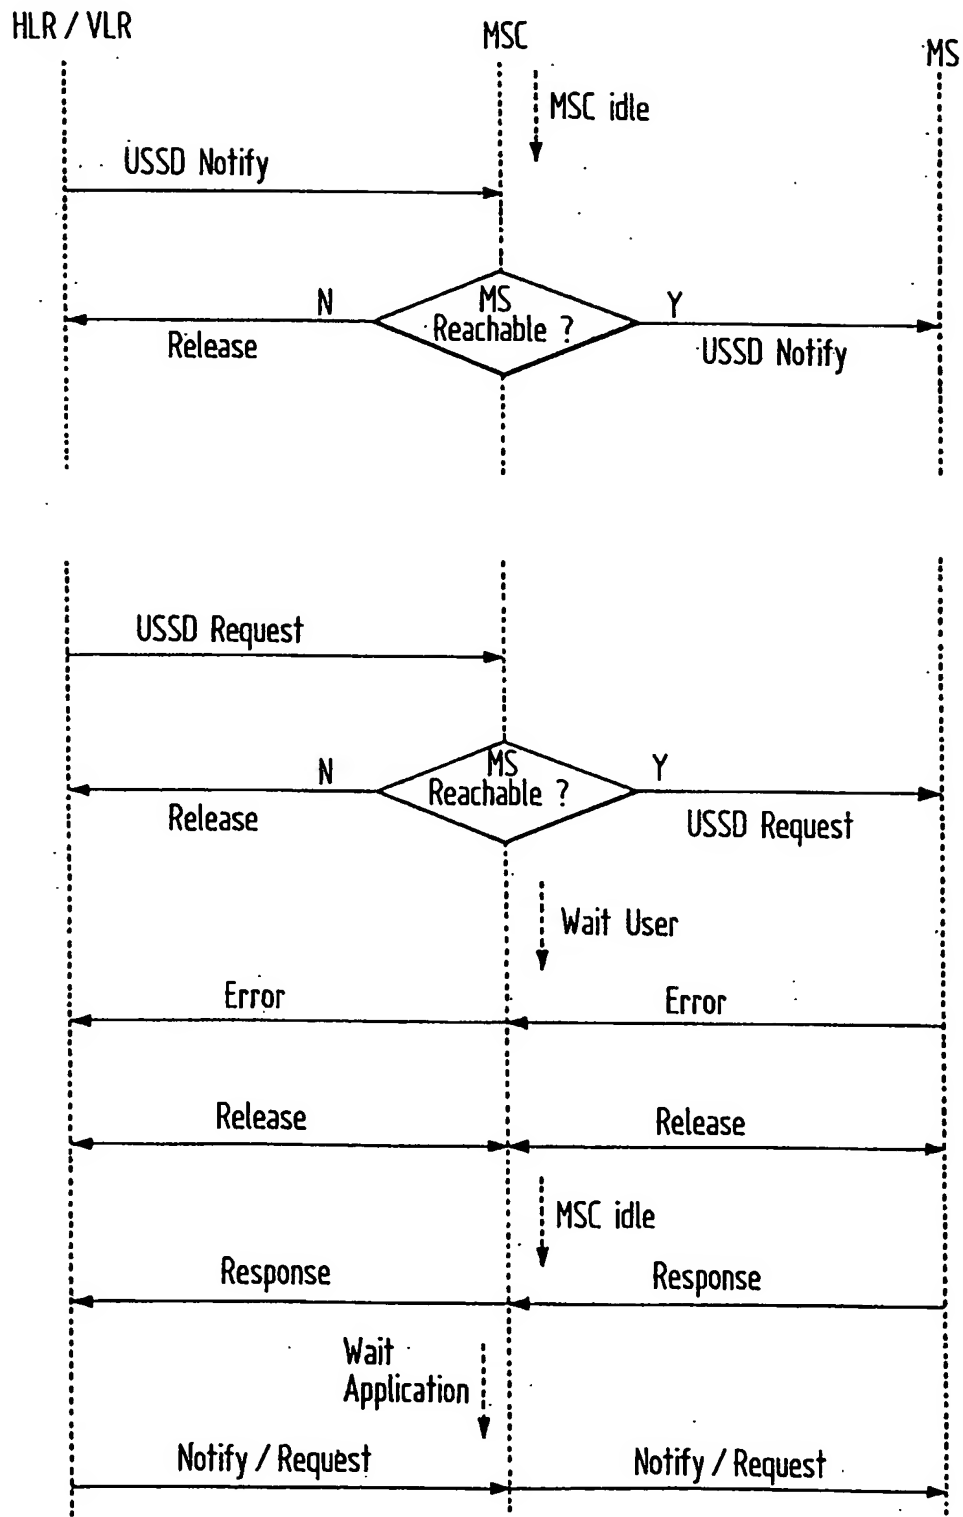 HLR / VLR
MSC
MS
MSC idle
USSD Notify
N
MS
Reachable ?
Y
Release
USSD Notify
USSD Request
N
MS
Reachable ?
Y
Release
USSD Request
Wait User
Error
Error
Release
Release
MSC idle
Response
Response
Wait
Application
Notify / Request
Notify / Request